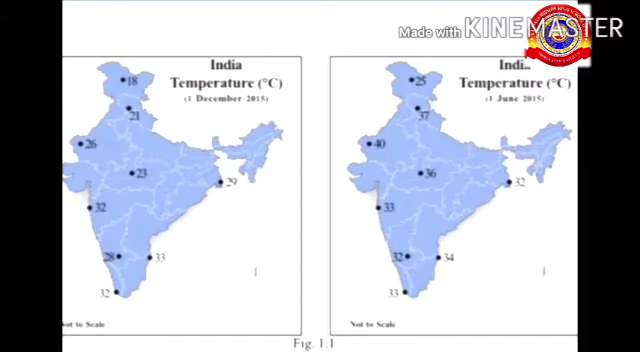 Made with KINEMASTER
India
Temperature (°C)
(1 December 2015)
18
21
26
23
29
32
28
33
32
Not to Scale
Indi..
Temperature (°C)
(1 June 2015)
25
37
40
36
32
33
32
34
33
Not to Scale
Fig. 1.1